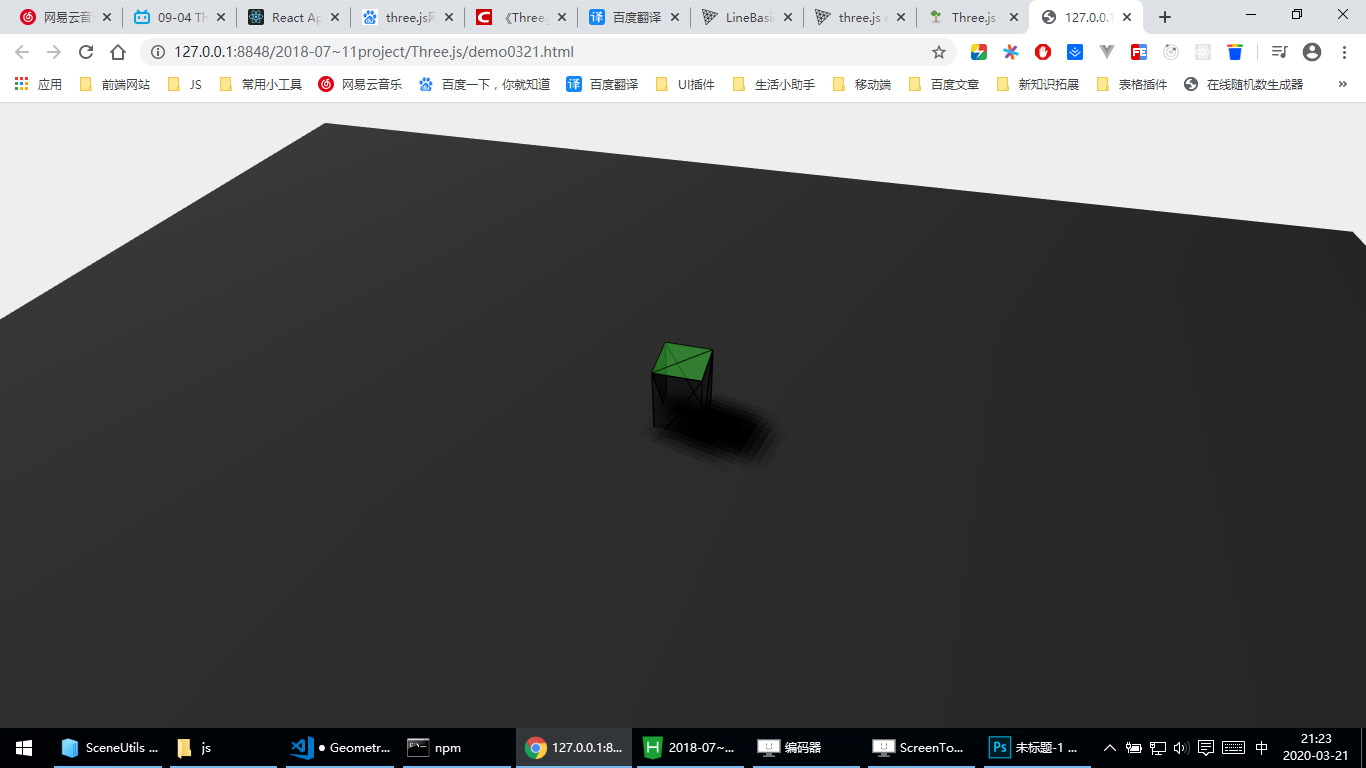 网易云音
09-04 Th
React Ap
three.js网
《Three.
百度翻译
LineBasi
three.js e
Three.js
127.0.0.1
127.0.0.1:8848/2018-07~11project/Three.js/demo0321.html
应用 前端网站 JS 常用小工具 网易云音乐 百度一下，你就知道 译 百度翻译 UI插件 生活小助手 移动端 百度文章 新知识拓展 表格插件 在线随机数生成器 »
SceneUtils ...
js
● Geometr...
npm
127.0.0.1:8...
2018-07~...
编码器
ScreenTo...
未标题-1 ...
中
21:23
2020-03-21